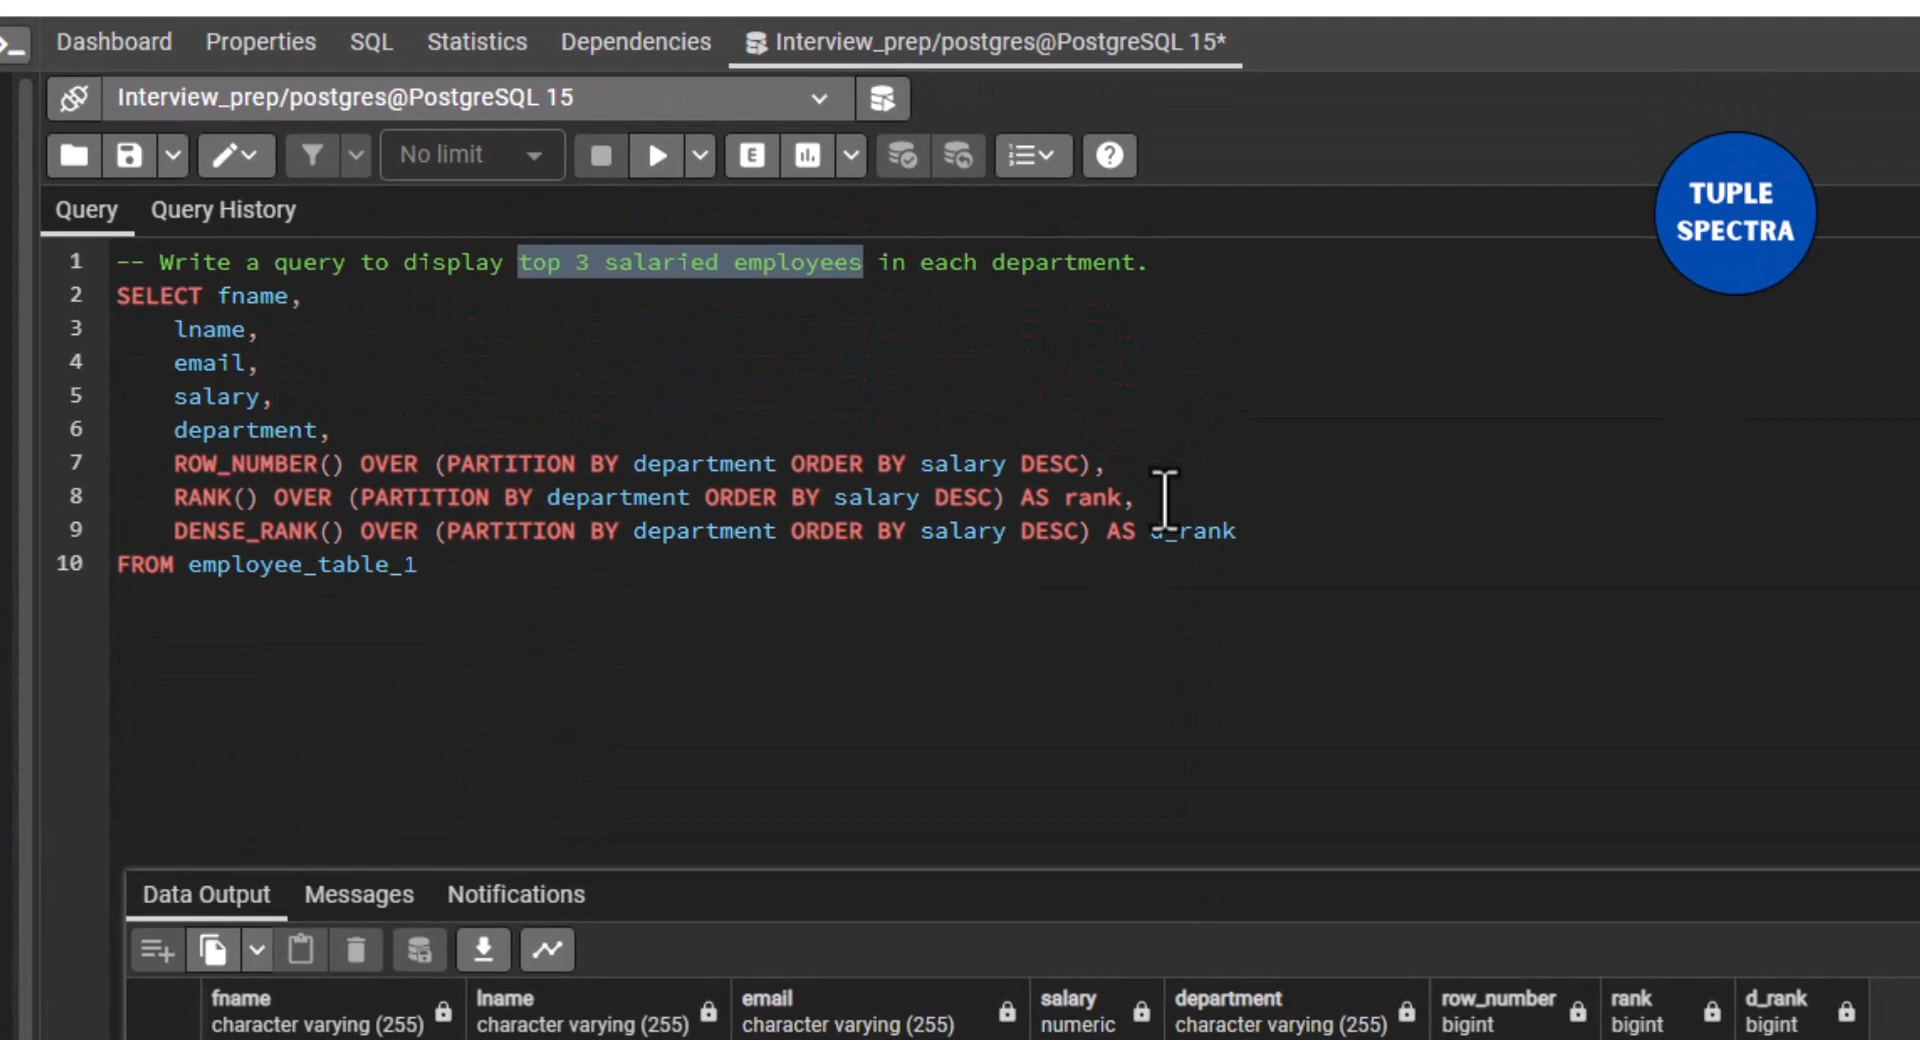 Dashboard Properties SQL Statistics Dependencies Interview_prep/postgres@PostgreSQL 15*
Interview_prep/postgres@PostgreSQL 15
No limit E
TUPLE
SPECTRA
Query Query History
1 -- Write a query to display top 3 salaried employees in each department.
2 SELECT fname,
3 lname,
4 email,
5 salary,
6 department,
7 ROW_NUMBER() OVER (PARTITION BY department ORDER BY salary DESC),
8 RANK() OVER (PARTITION BY department ORDER BY salary DESC) AS rank,
9 DENSE_RANK() OVER (PARTITION BY department ORDER BY salary DESC) AS d_rank
10 FROM employee_table_1
Data Output Messages Notifications
fname lname email salary department row_number rank d_rank
character varying (255) character varying (255) character varying (255) numeric character varying (255) bigint bigint bigint